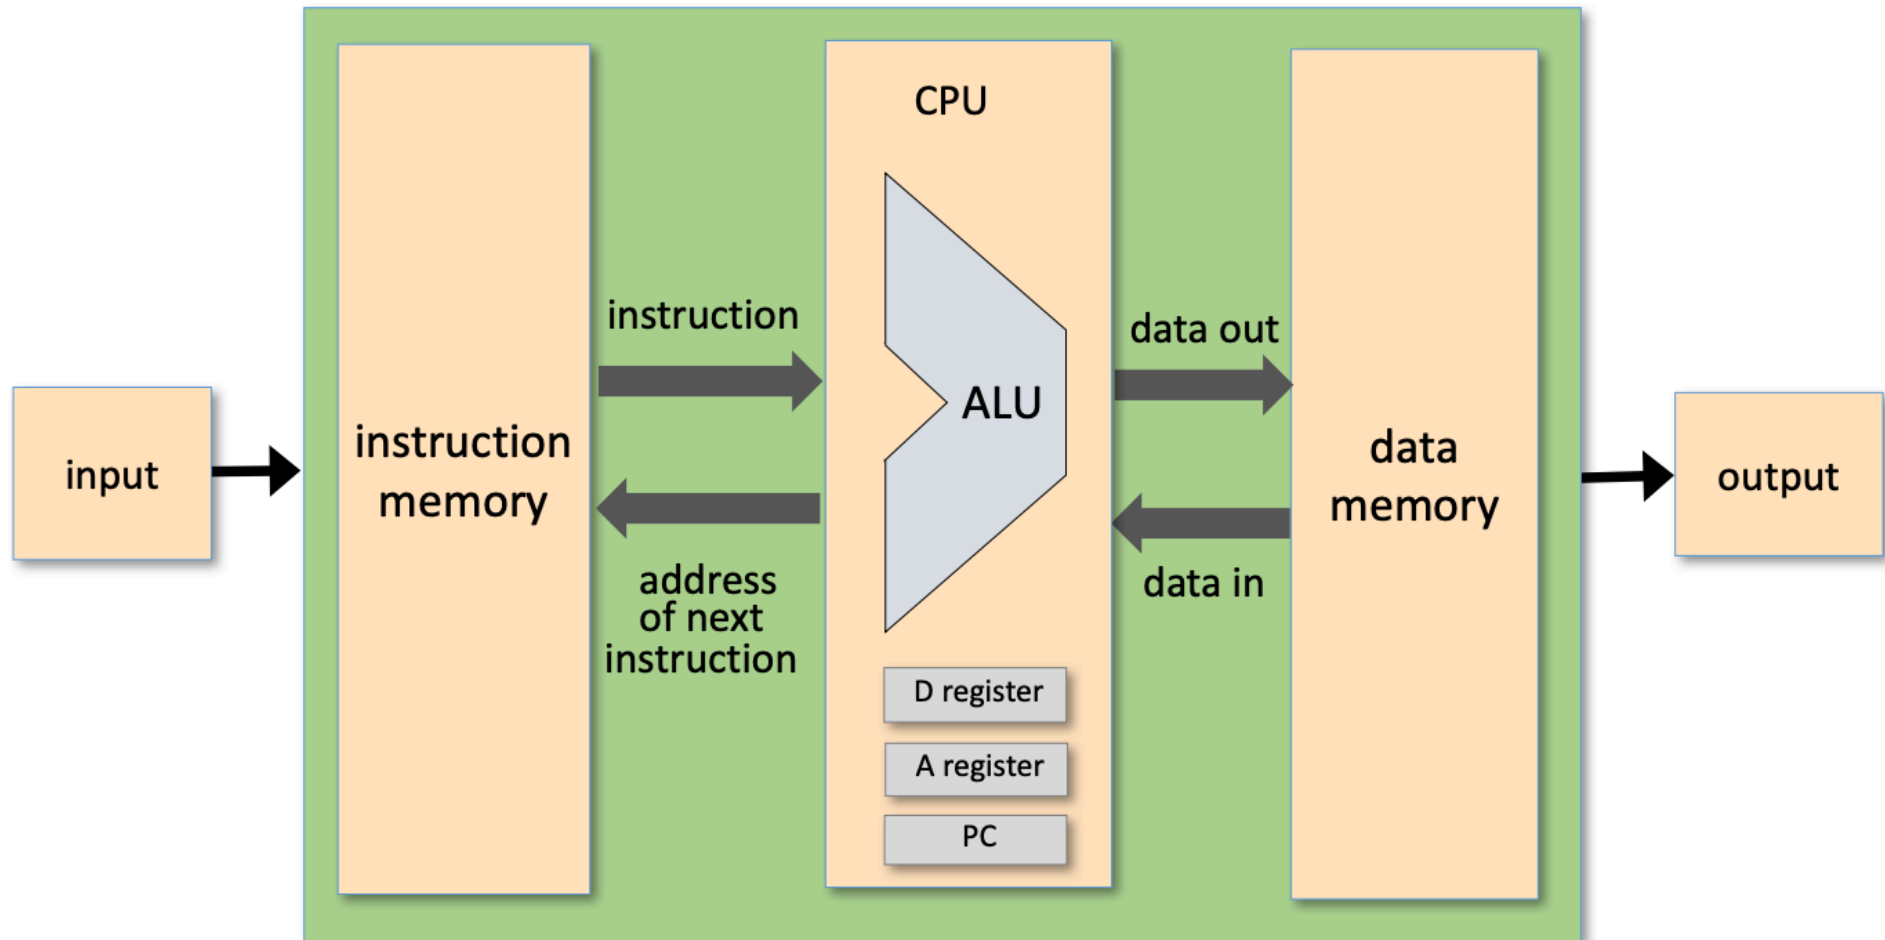 input
instruction
memory
instruction
address
of next
instruction
CPU
ALU
D register
A register
PC
data out
data in
data
memory
output